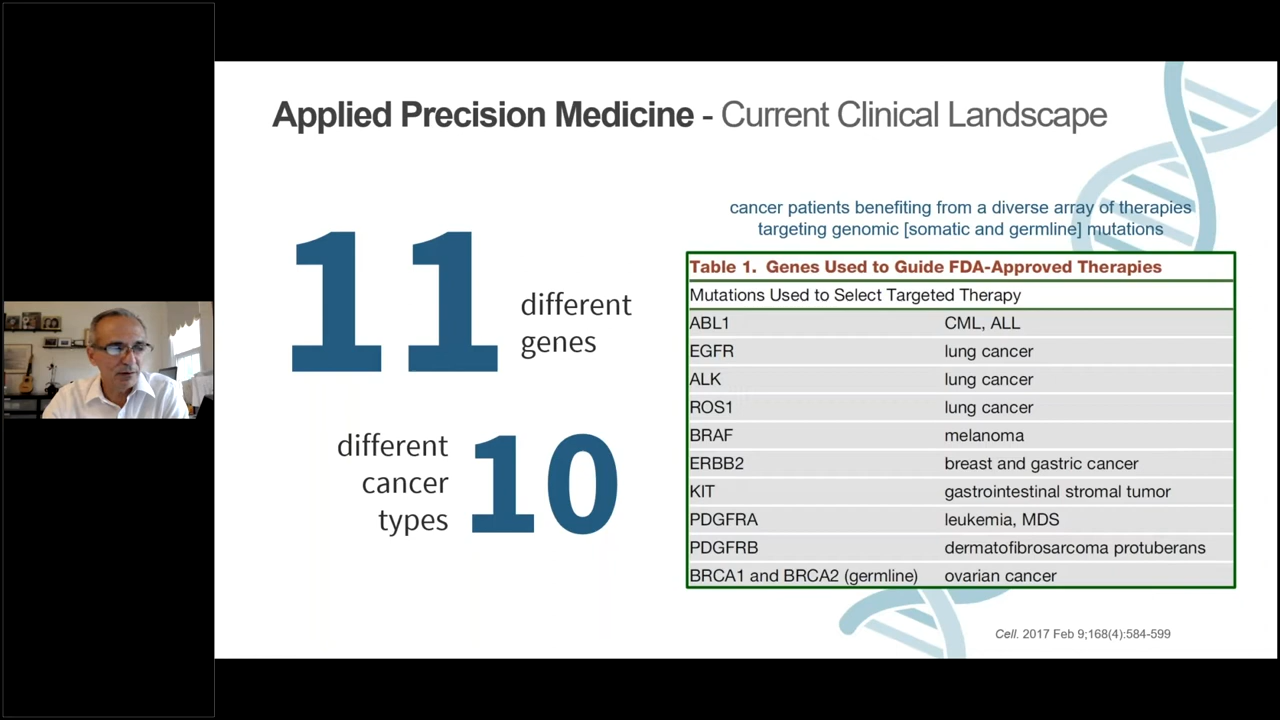 Applied Precision Medicine - Current Clinical Landscape
11 different
genes
different
cancer
types 10
cancer patients benefiting from a diverse array of therapies
targeting genomic [somatic and germline] mutations
Table 1. Genes Used to Guide FDA-Approved Therapies
Mutations Used to Select Targeted Therapy
ABL1 CML, ALL
EGFR lung cancer
ALK lung cancer
ROS1 lung cancer
BRAF melanoma
ERBB2 breast and gastric cancer
KIT gastrointestinal stromal tumor
PDGFRA leukemia, MDS
PDGFRB dermatofibrosarcoma protuberans
BRCA1 and BRCA2 (germline) ovarian cancer
Cell. 2017 Feb 9;168(4):584-599